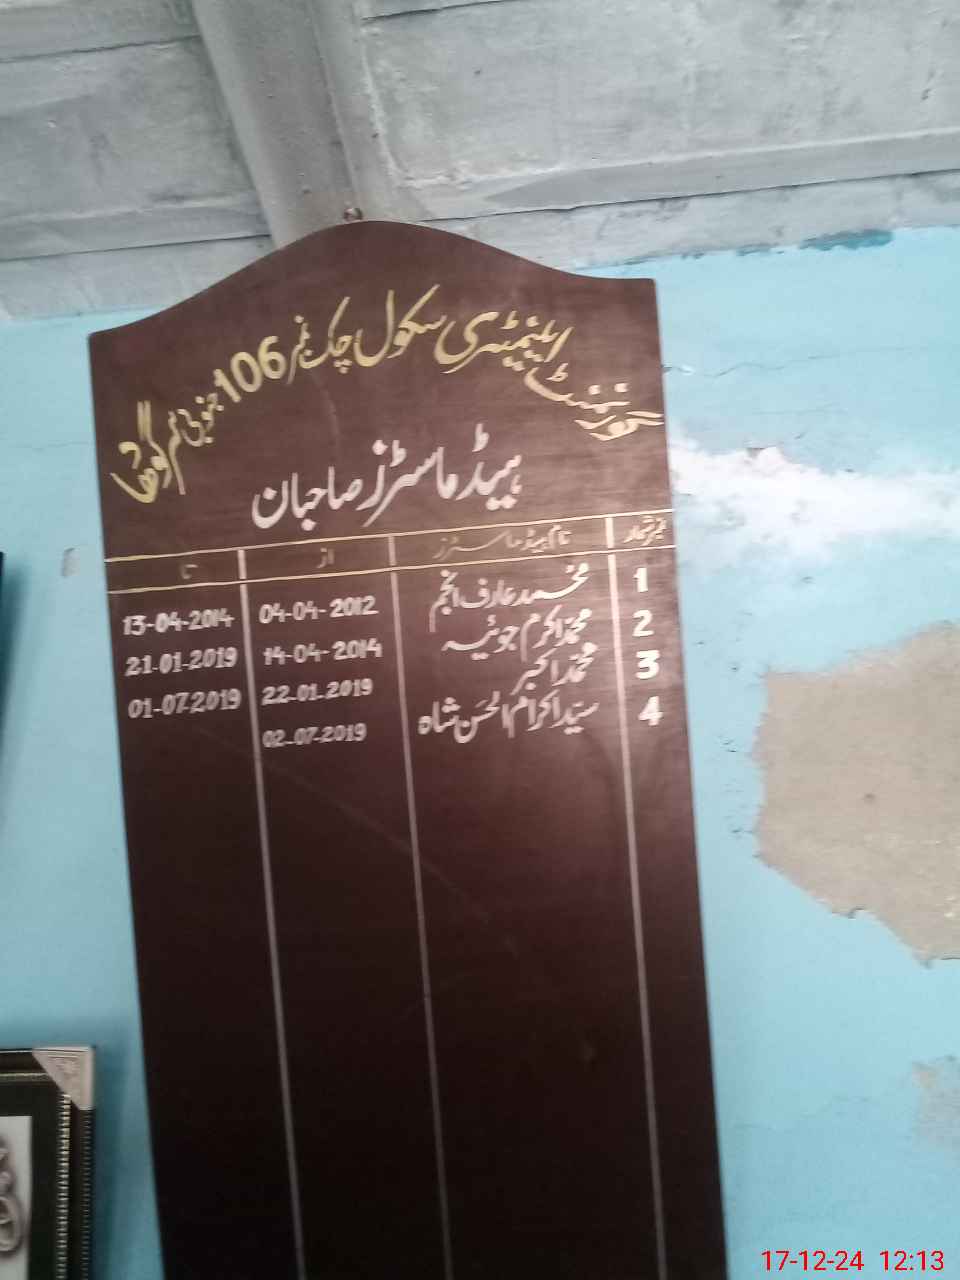 گورنمنٹ ایلیمنٹری سکول چک نمبر 106 جنوبی سرگودھا
ہیڈ ماسٹرز صاحبان
نمبر شمار نام ہیڈ ماسٹرز از تا
1 محمد عارف انجم 04-04-2012 13-04-2014
2 محمد اکرم جوئیہ 14-04-2014 21-01-2019
3 محمد اکبر 22-01-2019 01-07-2019
4 سید اکرام الحسن شاہ 02-07-2019
17-12-24 12:13